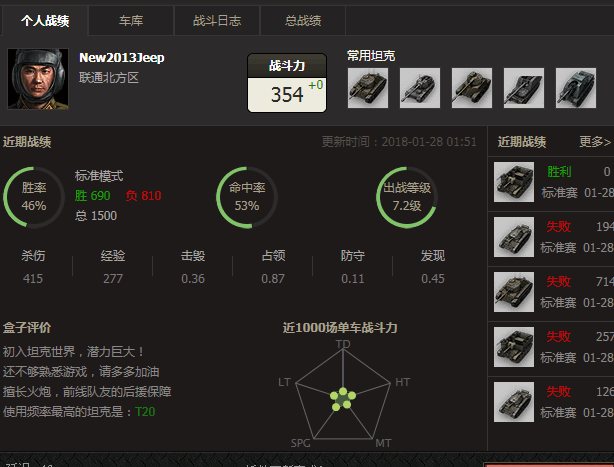 个人战绩 车库 战斗日志 总战绩
New2013Jeep
联通北方区
战斗力
354 +0
常用坦克
近期战绩 更新时间：2018-01-28 01:51
胜率
46%
标准模式
胜 690 负 810
总 1500
命中率
53%
出战等级
7.2级
杀伤 经验 击毁 占领 防守 发现
415 277 0.36 0.87 0.11 0.45
盒子评价
初入坦克世界，潜力巨大！
还不够熟悉游戏，请多多加油
擅长火炮，前线队友的后援保障
使用频率最高的坦克是：T20
近1000场单车战斗力
TD
LT HT
SPG MT
近期战绩 更多>
胜利 0
标准赛 01-28
失败 194
标准赛 01-28
失败 714
标准赛 01-28
失败 257
标准赛 01-28
失败 126
标准赛 01-28